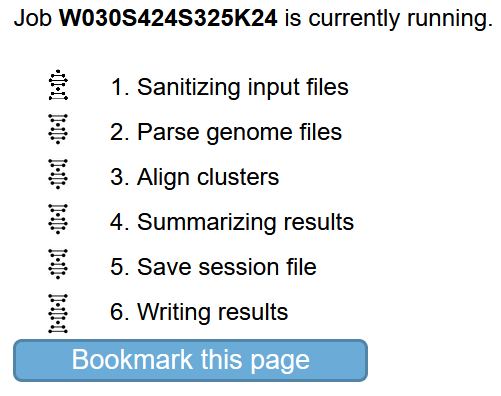 Job W030S424S325K24 is currently running.
1. Sanitizing input files
2. Parse genome files
3. Align clusters
4. Summarizing results
5. Save session file
6. Writing results
Bookmark this page